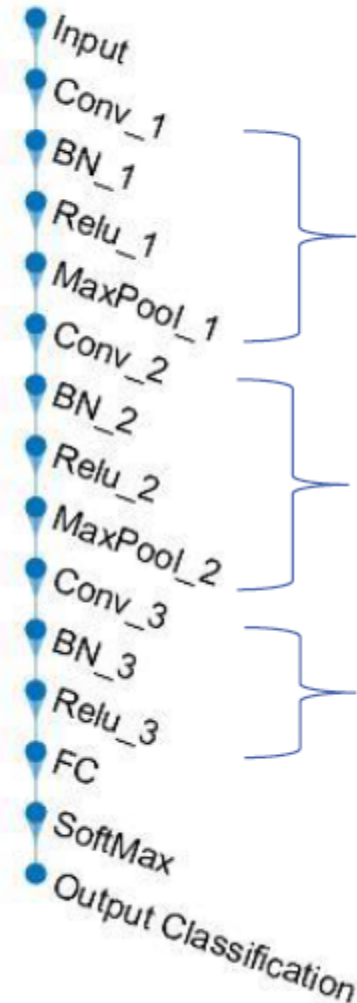 Input
Conv_1
BN_1
Relu_1
MaxPool_1
Conv_2
BN_2
Relu_2
MaxPool_2
Conv_3
BN_3
Relu_3
FC
SoftMax
Output Classification